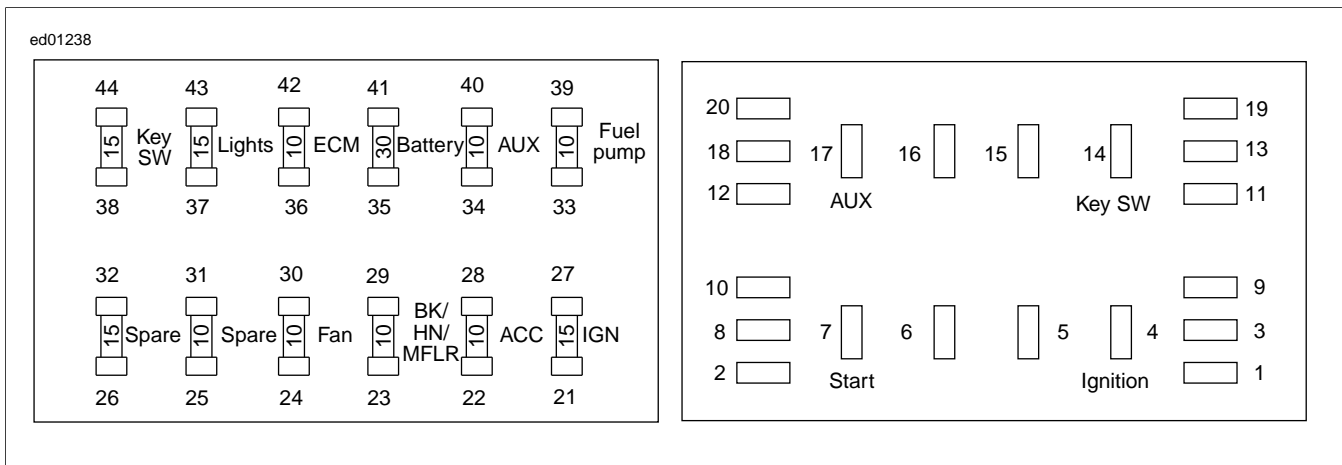 ed01238
44 43 42 41 40 39
15 Key SW 15 Lights 10 ECM 30 Battery 10 AUX 10 Fuel pump
38 37 36 35 34 33
32 31 30 29 28 27
15 Spare 10 Spare 10 Fan 10 BK/ HN/ MFLR 10 ACC 15 IGN
26 25 24 23 22 21
20 19
18 17 16 15 14 13
12 AUX Key SW 11
10 9
8 7 6 5 4 3
2 Start Ignition 1